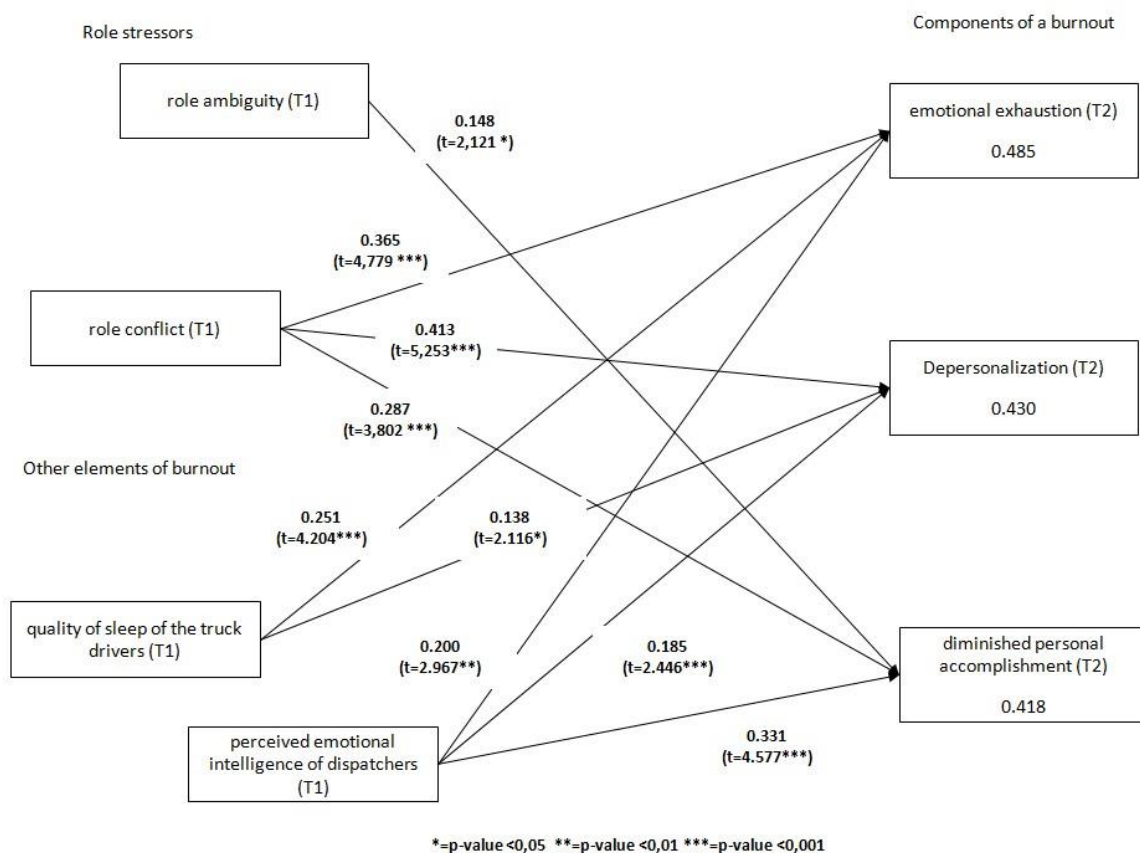 Role stressors
Components of a burnout
role ambiguity (T1)
emotional exhaustion (T2)
0.485
0.148
(t=2,121 *)
0.365
(t=4,779 ***)
role conflict (T1)
0.413
(t=5,253***)
Depersonalization (T2)
0.430
0.287
(t=3,802 ***)
Other elements of burnout
0.251
(t=4.204***)
0.138
(t=2.116*)
quality of sleep of the truck
drivers (T1)
0.200
(t=2.967**)
0.185
(t=2.446***)
diminished personal
accomplishment (T2)
0.418
perceived emotional
intelligence of dispatchers
(T1)
0.331
(t=4.577***)
*=p-value <0,05 **=p-value <0,01 ***=p-value <0,001